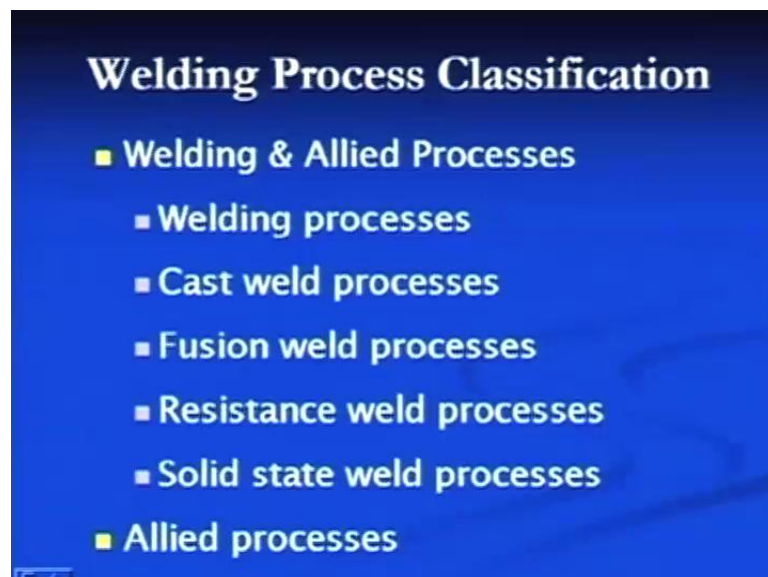 Welding Process Classification
Welding & Allied Processes
Welding processes
Cast weld processes
Fusion weld processes
Resistance weld processes
Solid state weld processes
Allied processes